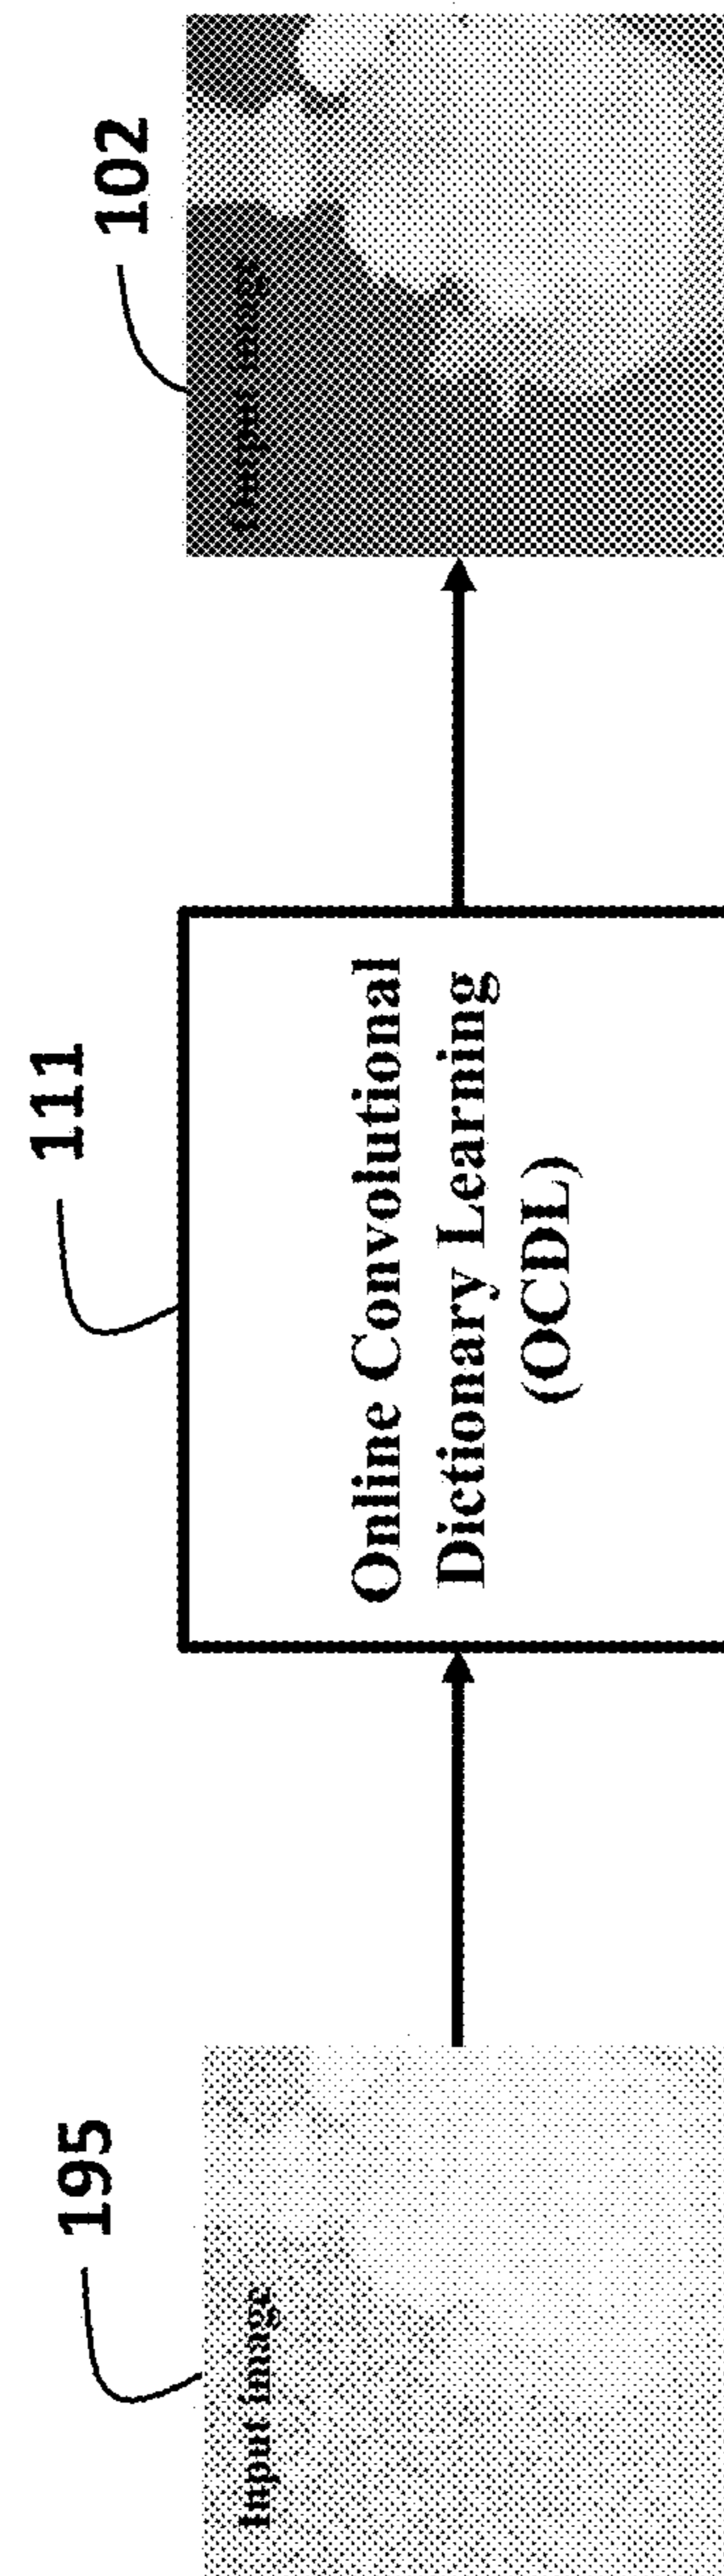 195
Input image
111
Online Convolutional
Dictionary Learning
(OCDL)
102
Output image